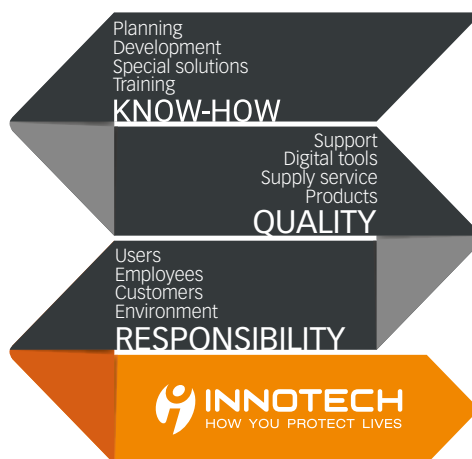 Planning
Development
Special solutions
Training
KNOW-HOW
Support
Digital tools
Supply service
Products
QUALITY
Users
Employees
Customers
Environment
RESPONSIBILITY
INNOTECH
HOW YOU PROTECT LIVES